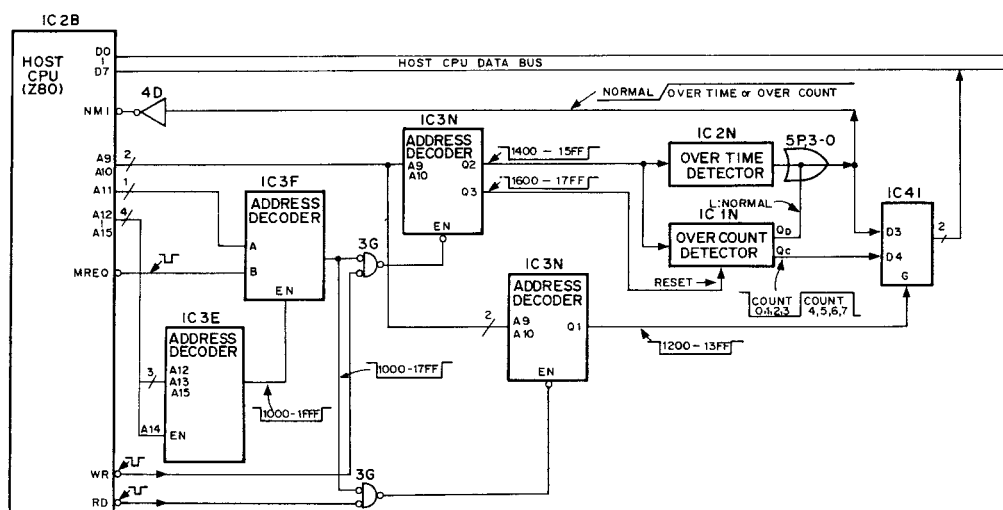 IC2B
HOST
CPU
(Z80)
D0
D7
HOST CPU DATA BUS
4D
NMI
NORMAL
OVER TIME or OVER COUNT
A9
A10
2
A11
1
A12
A15
4
MREQ
IC3F
ADDRESS
DECODER
A
B
EN
3G
IC3N
ADDRESS
DECODER
A9
A10
Q2
Q3
EN
1400 - 15FF
1600 - 17FF
IC2N
OVER TIME
DETECTOR
5P,3-0
L:NORMAL
IC1N
OVER COUNT
DETECTOR
QD
QC
RESET
COUNT
0,1,2,3
COUNT
4,5,6,7
IC41
D3
D4
G
2
IC3N
ADDRESS
DECODER
2
A9
A10
Q1
EN
1200 - 13FF
IC3E
ADDRESS
DECODER
3
A12
A13
A15
A14
EN
1000 - 1FFF
1000 - 17FF
WR
RD
3G